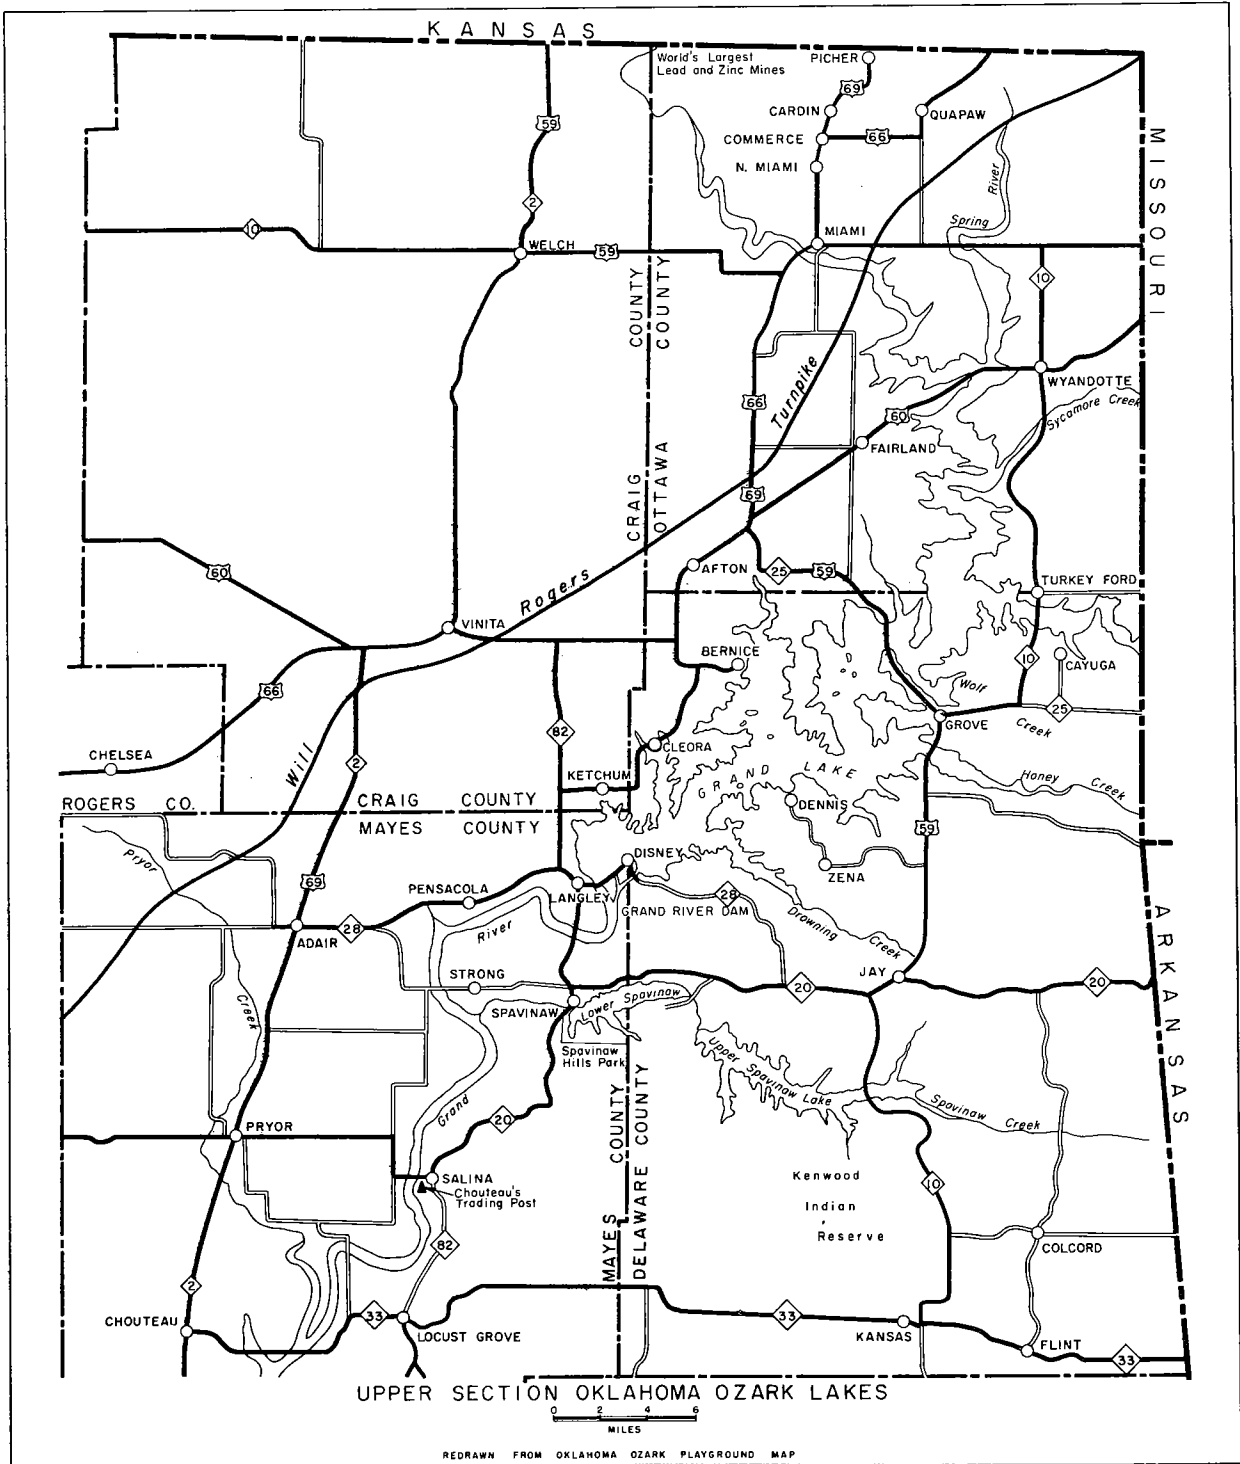 KANSAS
World's Largest
Lead and Zinc Mines
PICHER
69
CARDIN
QUAPAW
59
COMMERCE
66
N. MIAMI
MISSOURI
River
Spring
2
10
MIAMI
WELCH
59
COUNTY
COUNTY
10
Turnpike
WYANDOTTE
Sycamore Creek
66
60
FAIRLAND
CRAIG
OTTAWA
69
60
AFTON
25
59
TURKEY FORD
Rogers
VINITA
BERNICE
10
CAYUGA
66
Wolf
25
GROVE
Creek
82
CLEORA
CHELSEA
Will
2
KETCHUM
GRAND LAKE
Honey Creek
DENNIS
ROGERS CO.
CRAIG COUNTY
MAYES COUNTY
59
Pryor
DISNEY
ZENA
69
PENSACOLA
LANGLEY
28
GRAND RIVER DAM
ARKANSAS
28
River
Drowning
Creek
ADAIR
STRONG
JAY
20
20
Creek
SPAVINAW
Lower Spavinaw
Spavinaw
Hills Park
Upper Spavinaw Lake
Spavinaw
Creek
Grand
20
COUNTY
DELAWARE COUNTY
PRYOR
SALINA
Chouteau's
Trading Post
Kenwood
Indian
Reserve
10
MAYES
82
COLCORD
2
CHOUTEAU
33
LOCUST GROVE
33
KANSAS
FLINT
33
UPPER SECTION OKLAHOMA OZARK LAKES
0 2 4 6
MILES
REDRAWN FROM OKLAHOMA OZARK PLAYGROUND MAP